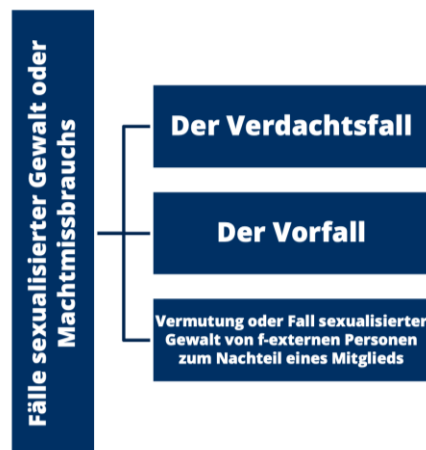 Fälle sexualisierter Gewalt oder
Machtmissbrauchs
Der Verdachtsfall
Der Vorfall
Vermutung oder Fall sexualisierter
Gewalt von f-externen Personen
zum Nachteil eines Mitglieds